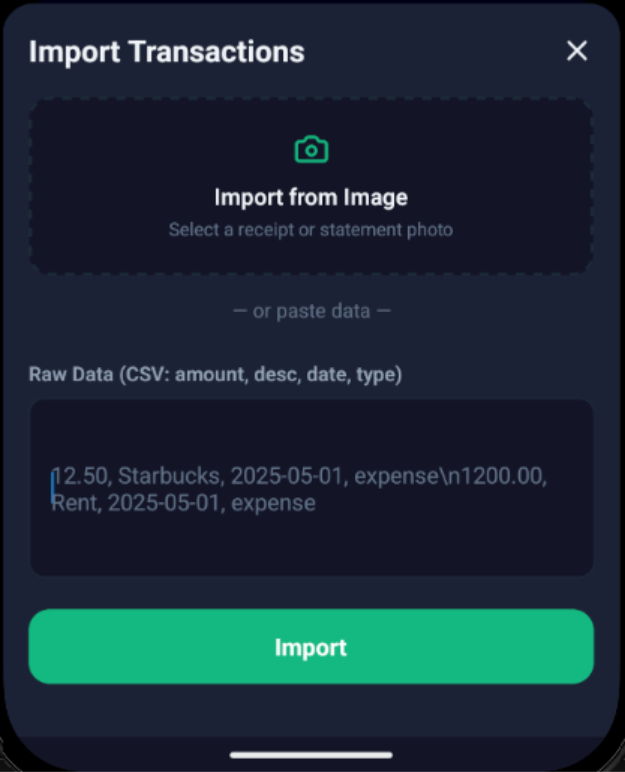 Import Transactions
Import from Image
Select a receipt or statement photo
— or paste data —
Raw Data (CSV: amount, desc, date, type)
12.50, Starbucks, 2025-05-01, expense\n1200.00,
Rent, 2025-05-01, expense
Import